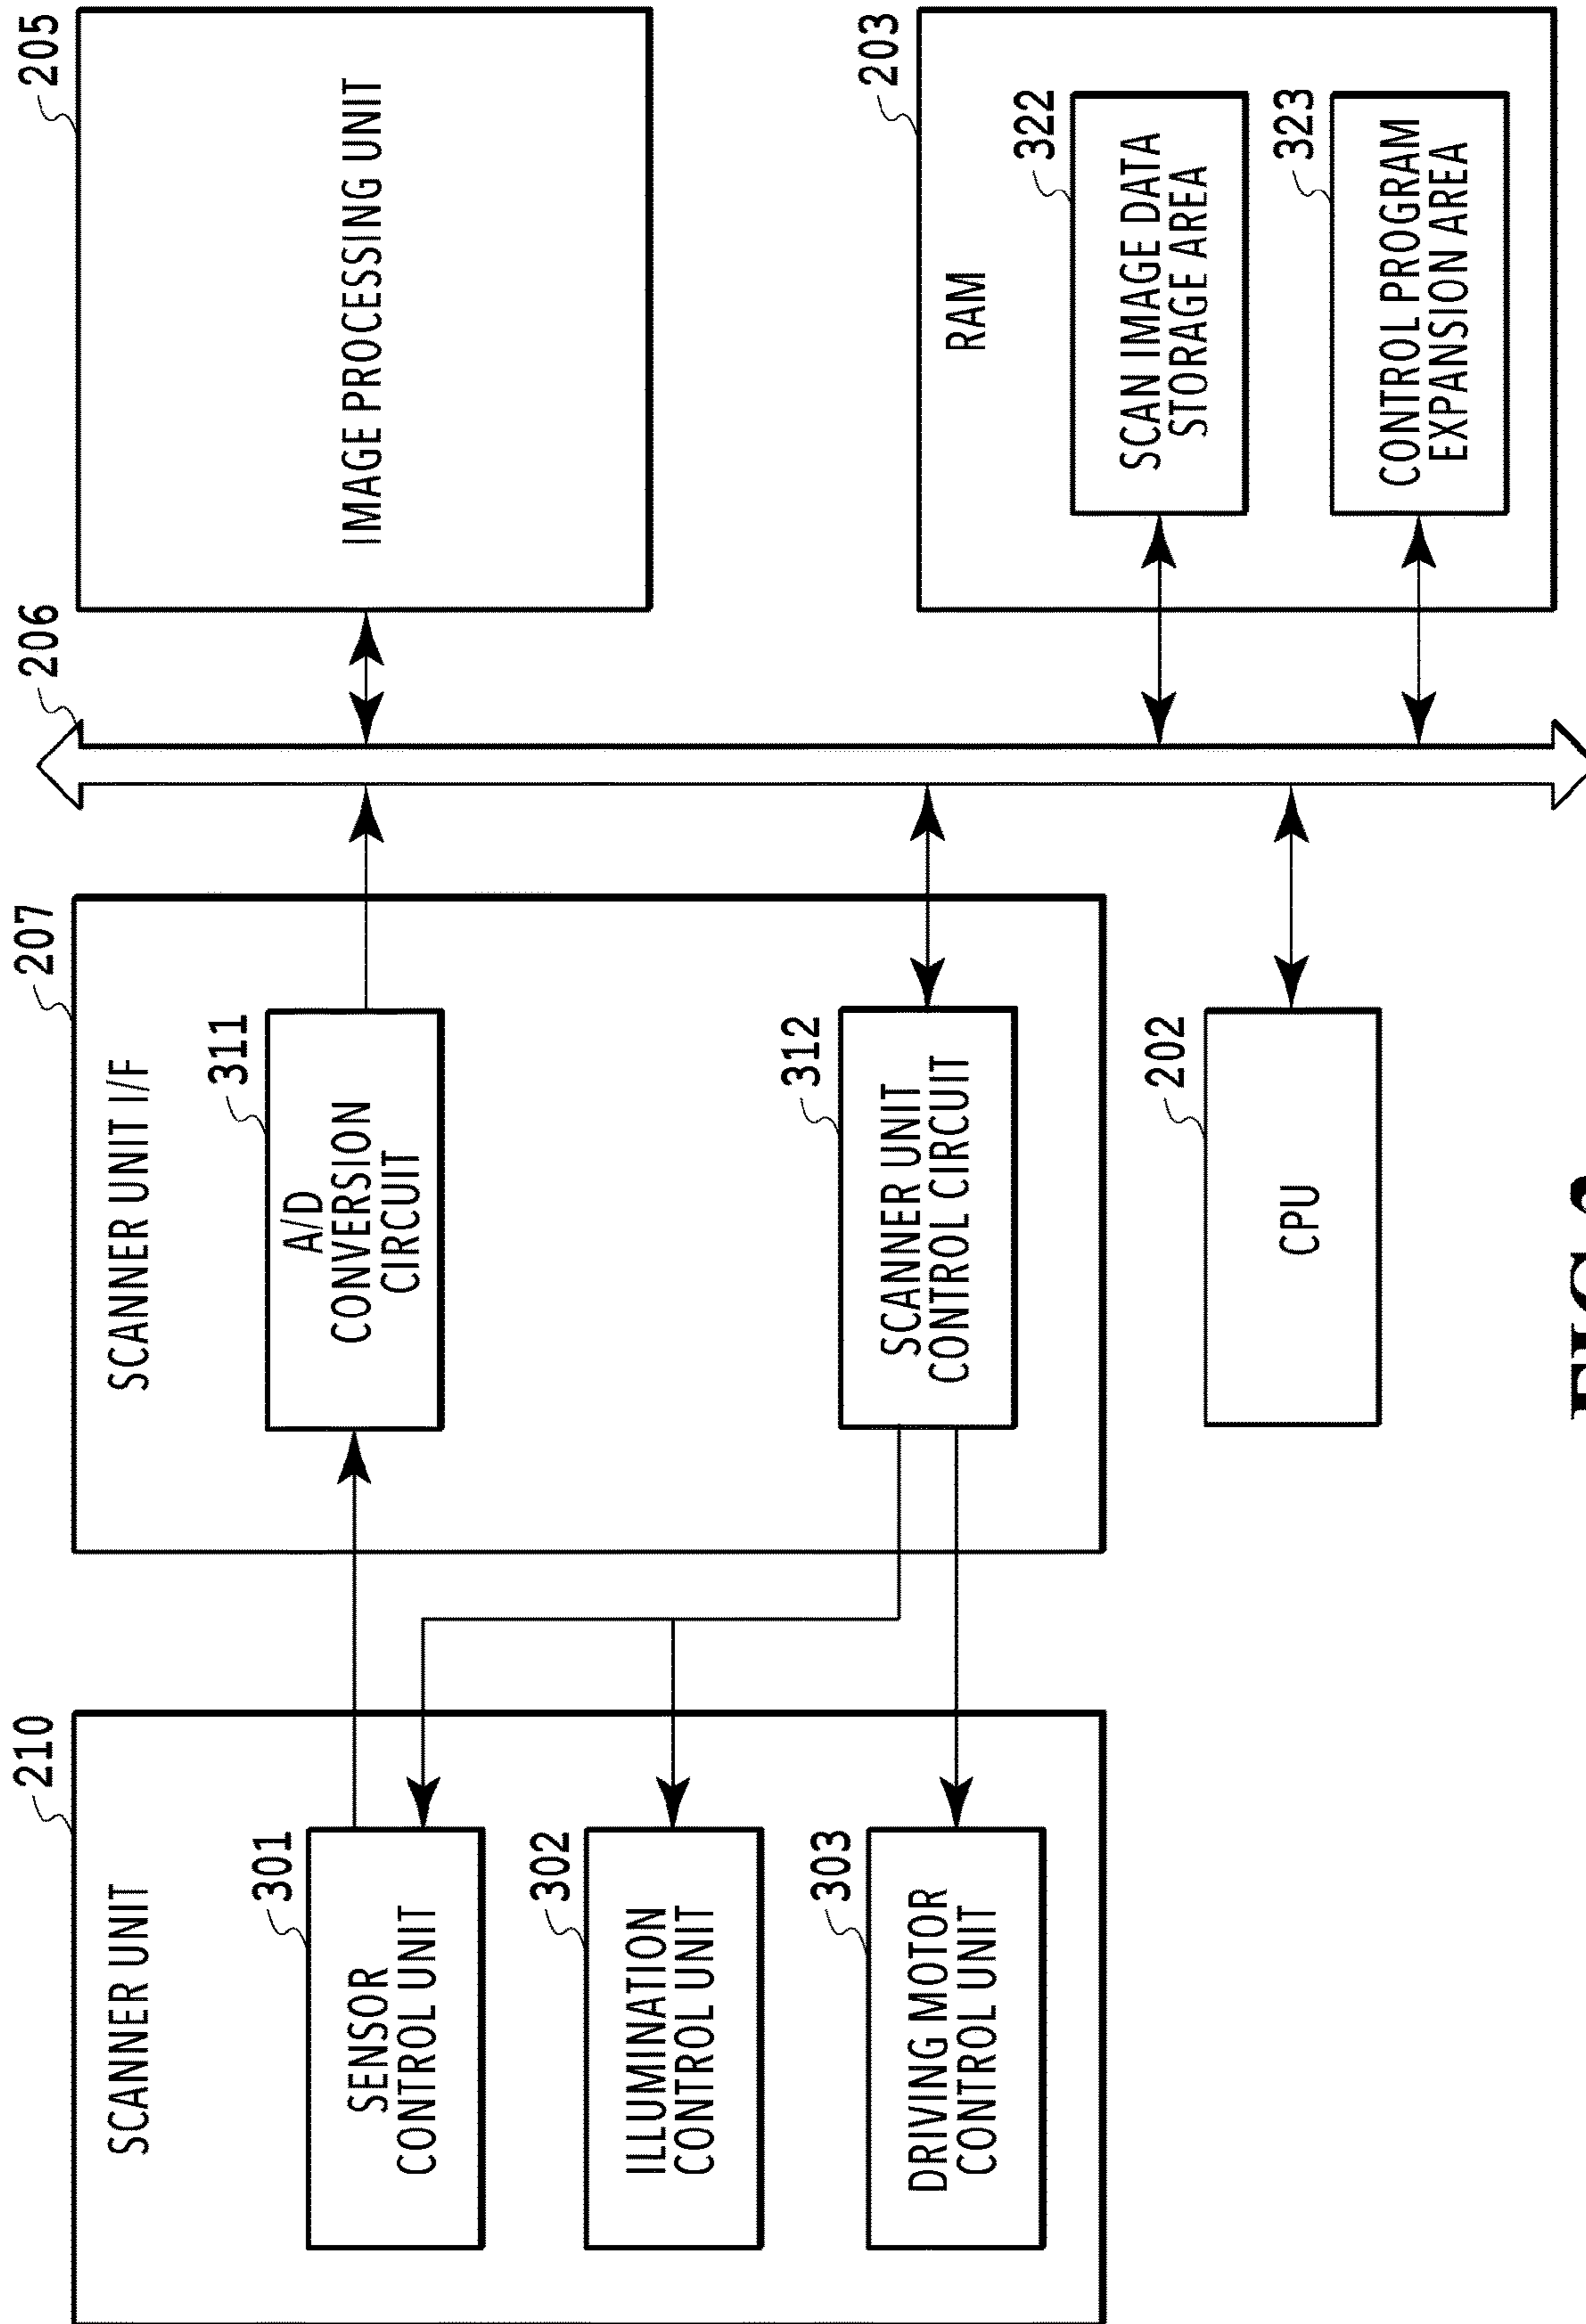 210
SCANNER UNIT
301
SENSOR
CONTROL UNIT
302
ILLUMINATION
CONTROL UNIT
303
DRIVING MOTOR
CONTROL UNIT
207
SCANNER UNIT I/F
311
A/D
CONVERSION
CIRCUIT
312
SCANNER UNIT
CONTROL CIRCUIT
202
CPU
206
205
IMAGE PROCESSING UNIT
203
RAM
322
SCAN IMAGE DATA
STORAGE AREA
323
CONTROL PROGRAM
EXPANSION AREA